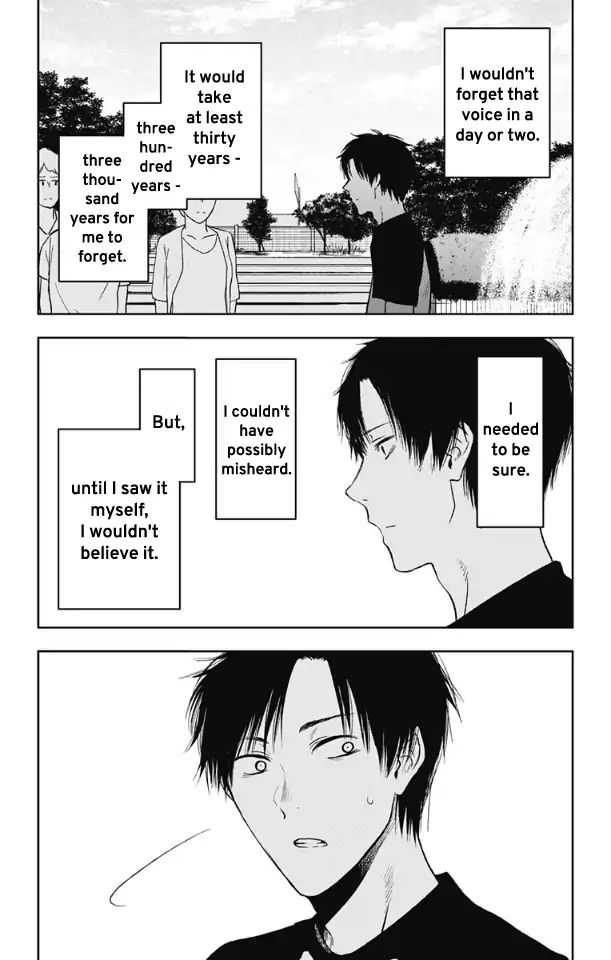 I wouldn't
forget that
voice in a
day or two.
It would
take
at least
thirty
years -
three
hun-
dred
years -
three
thou-
sand
years for
me to
forget.
I
needed
to be
sure.
I couldn't
have
possibly
misheard.
But,
until I saw it
myself,
I wouldn't
believe it.